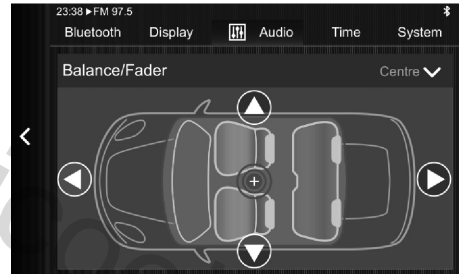 23:38 ▶ FM 97.5
Bluetooth Display Audio Time System
Balance/Fader Centre